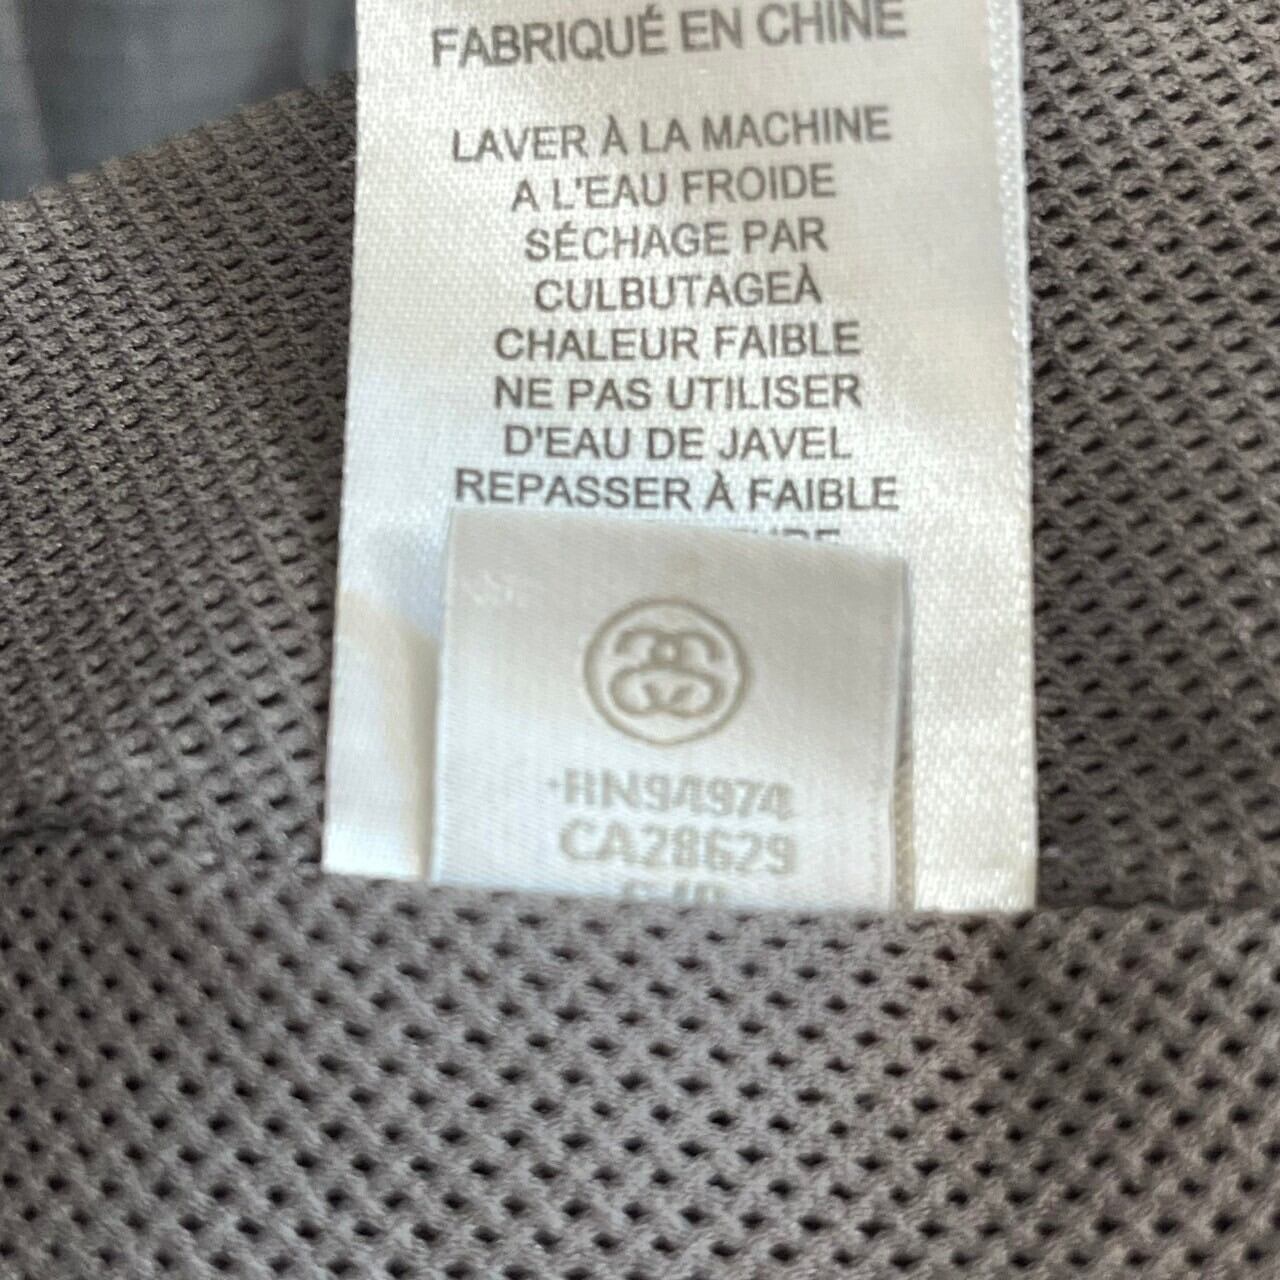 FABRIQUÉ EN CHINE
LAVER À LA MACHINE
A L'EAU FROIDE
SÉCHAGE PAR
CULBUTAGEÀ
CHALEUR FAIBLE
NE PAS UTILISER
D'EAU DE JAVEL
REPASSER À FAIBLE
RN94974
CA28629